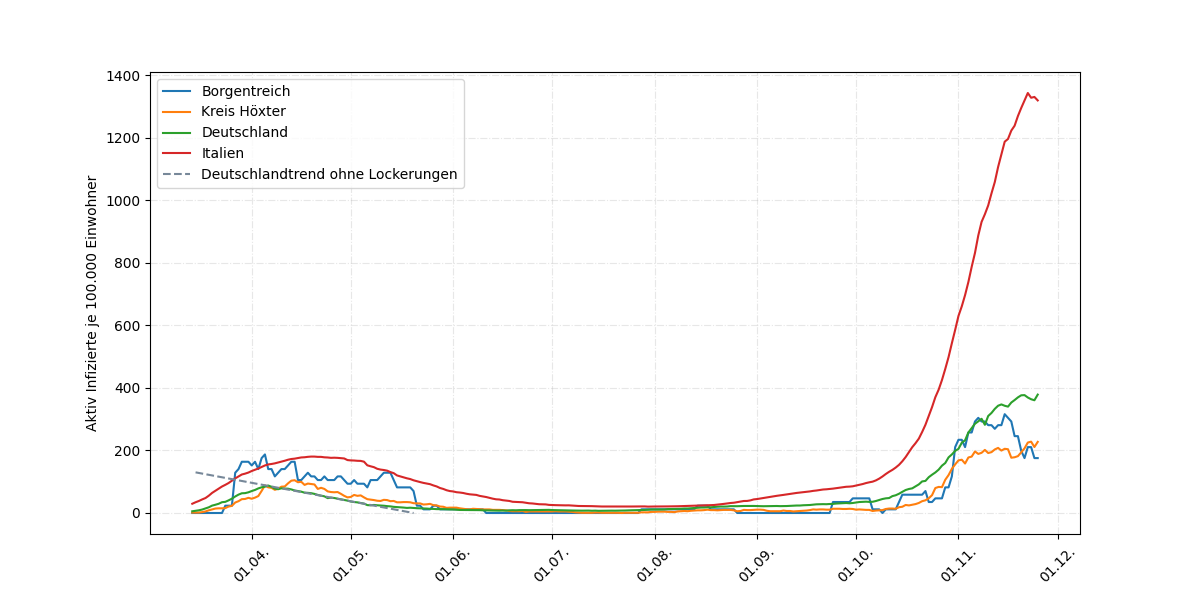 Aktiv Infizierte je 100.000 Einwohner
1400
1200
1000
800
600
400
200
0
Borgentreich
Kreis Höxter
Deutschland
Italien
Deutschlandtrend ohne Lockerungen
01.04.
01.05.
01.06.
01.07.
01.08.
01.09.
01.10.
01.11.
01.12.